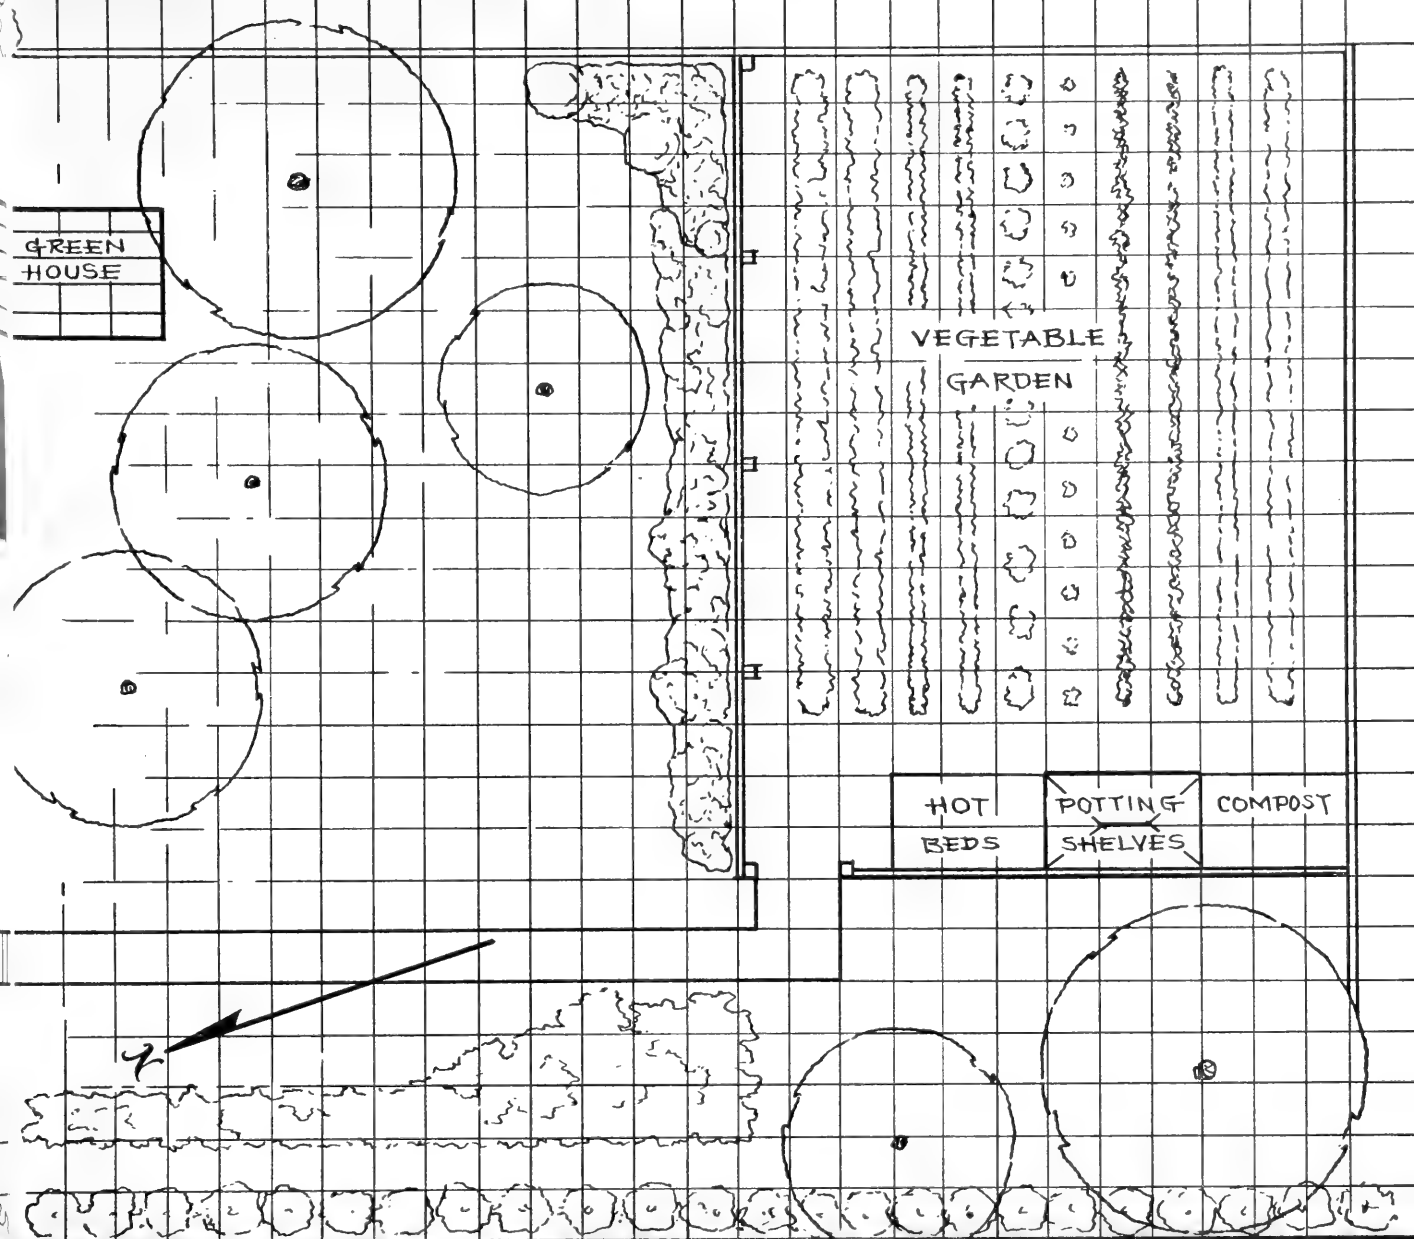 GREEN
HOUSE
VEGETABLE
GARDEN
HOT
BEDS
POTTING
SHELVES
COMPOST
N